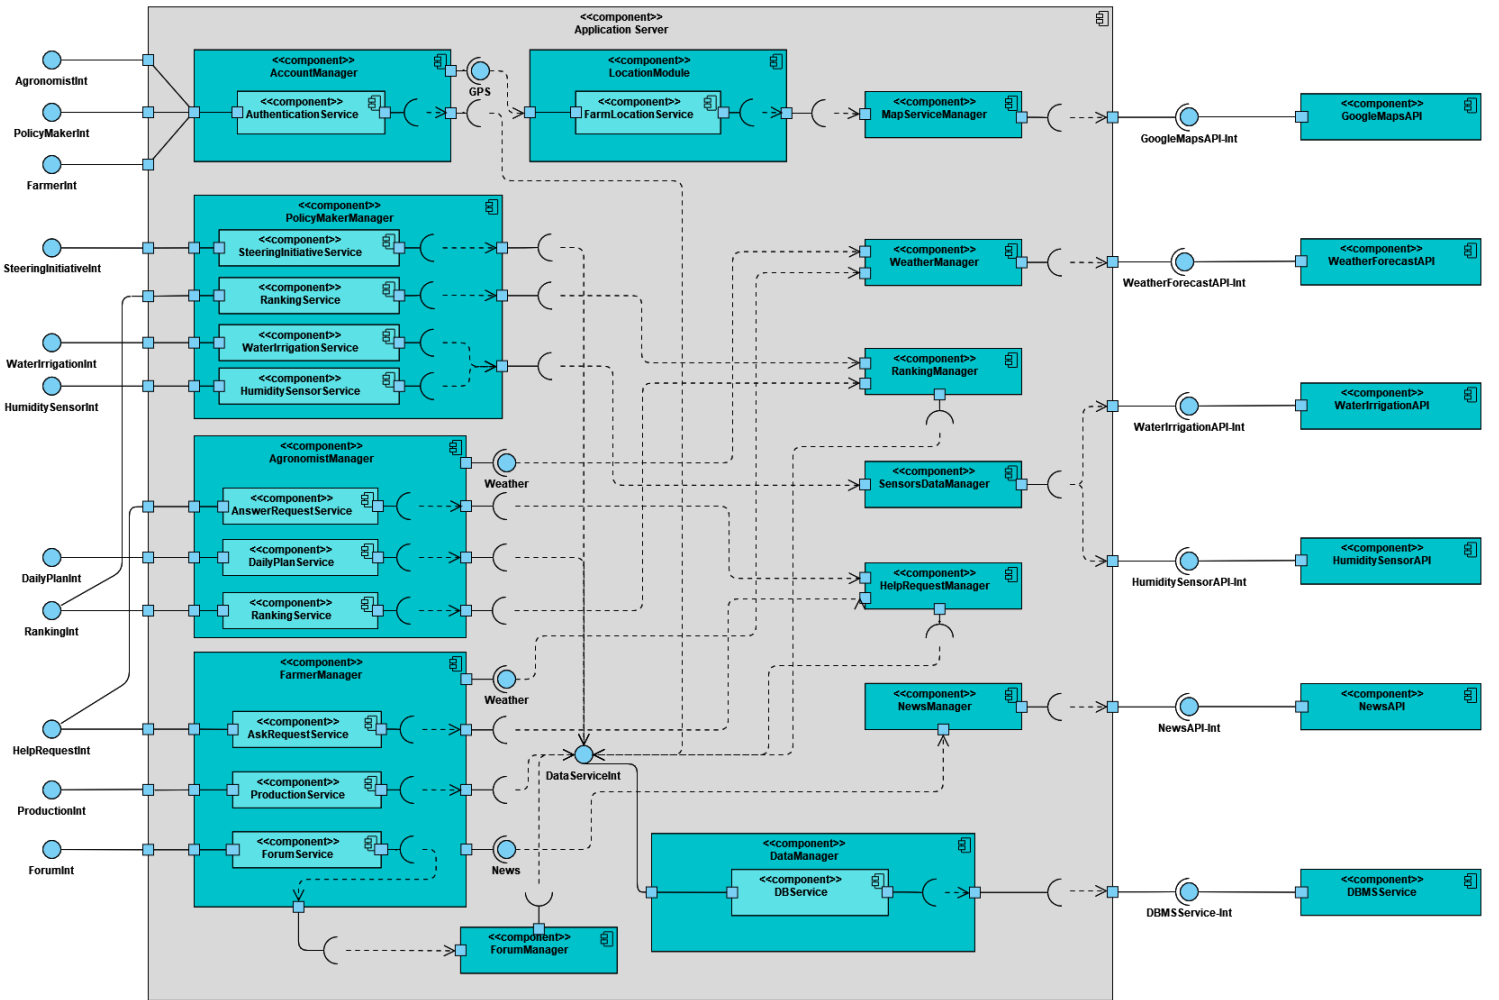 <<component>>
Application Server
AgronomistInt
PolicyMakerInt
FarmerInt
<<component>>
AccountManager
<<component>>
AuthenticationService
GPS
<<component>>
LocationModule
<<component>>
FarmLocationService
<<component>>
MapServiceManager
GoogleMapsAPI-Int
<<component>>
GoogleMapsAPI
SteeringInitiativeInt
WaterIrrigationInt
HumiditySensorInt
<<component>>
PolicyMakerManager
<<component>>
SteeringInitiativeService
<<component>>
RankingService
<<component>>
WaterIrrigationService
<<component>>
HumiditySensorService
<<component>>
WeatherManager
WeatherForecastAPI-Int
<<component>>
WeatherForecastAPI
<<component>>
RankingManager
WaterIrrigationAPI-Int
<<component>>
WaterIrrigationAPI
<<component>>
AgronomistManager
Weather
<<component>>
AnswerRequestService
<<component>>
DailyPlanService
<<component>>
RankingService
<<component>>
SensorsDataManager
DailyPlanInt
RankingInt
<<component>>
HelpRequestManager
HumiditySensorAPI-Int
<<component>>
HumiditySensorAPI
<<component>>
FarmerManager
Weather
<<component>>
AskRequestService
<<component>>
ProductionService
<<component>>
ForumService
HelpRequestInt
ProductionInt
ForumInt
News
DataServiceInt
<<component>>
NewsManager
NewsAPI-Int
<<component>>
NewsAPI
<<component>>
DataManager
<<component>>
DBService
DBMSService-Int
<<component>>
DBMSService
<<component>>
ForumManager